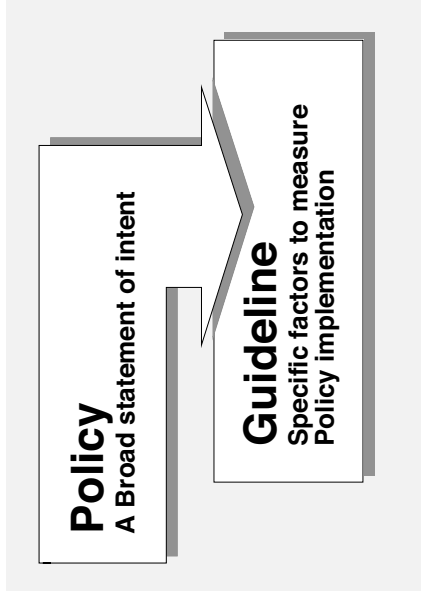 Policy
A Broad statement of intent
Guideline
Specific factors to measure
Policy implementation